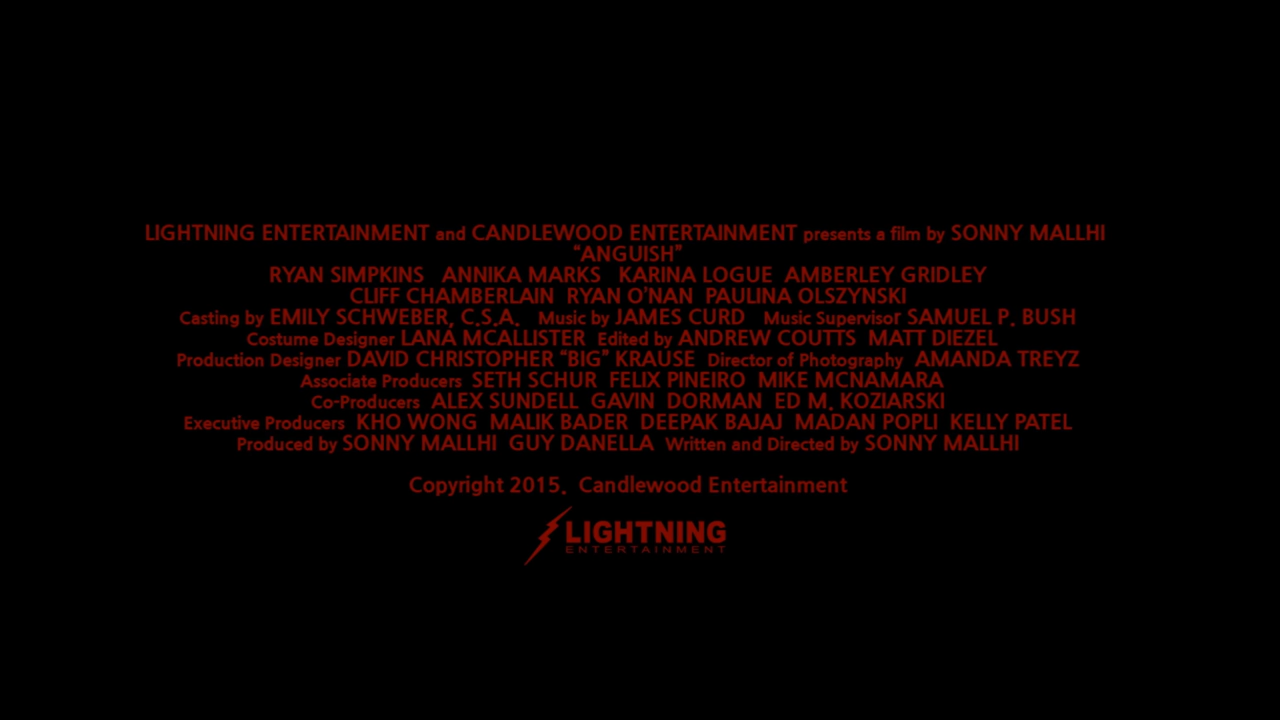 LIGHTNING ENTERTAINMENT and CANDLEWOOD ENTERTAINMENT presents a film by SONNY MALLHI
“ANGUISH”
RYAN SIMPKINS ANNIKA MARKS KARINA LOGUE AMBERLEY GRIDLEY
CLIFF CHAMBERLAIN RYAN O'NAN PAULINA OLSZYNSKI
Casting by EMILY SCHWEBER, C.S.A. Music by JAMES CURD Music Supervisor SAMUEL P. BUSH
Costume Designer LANA MCALLISTER Edited by ANDREW COUTTS MATT DIEZEL
Production Designer DAVID CHRISTOPHER “BIG” KRAUSE Director of Photography AMANDA TREYZ
Associate Producers SETH SCHUR FELIX PINEIRO MIKE MCNAMARA
Co-Producers ALEX SUNDELL GAVIN DORMAN ED M. KOZIARSKI
Executive Producers KHO WONG MALIK BADER DEEPAK BAJAJ MADAN POPLI KELLY PATEL
Produced by SONNY MALLHI GUY DANELLA Written and Directed by SONNY MALLHI
Copyright 2015. Candlewood Entertainment
LIGHTNING
ENTERTAINMENT